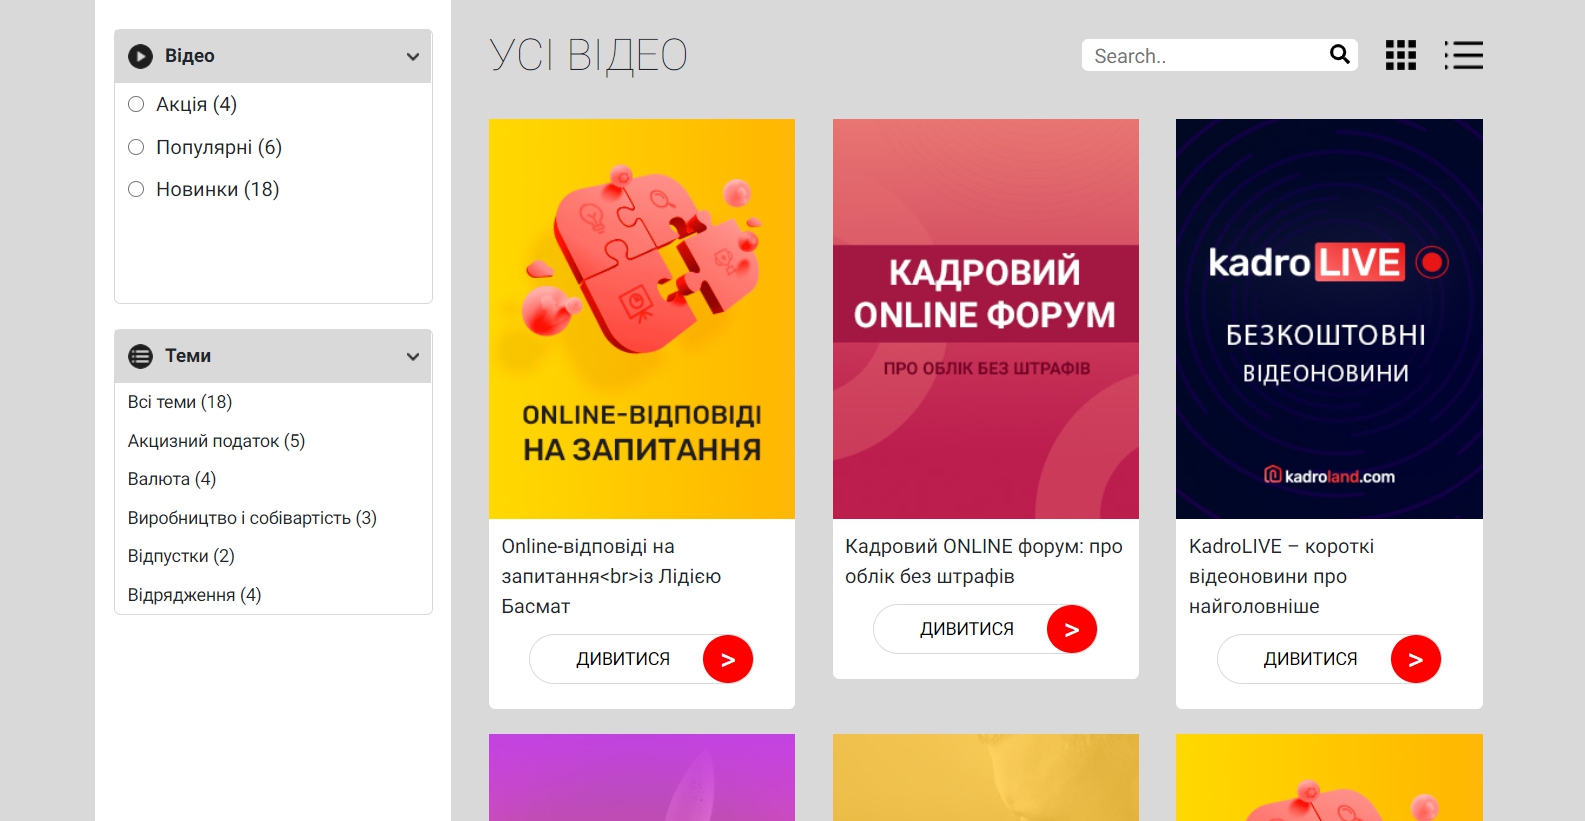 Відео
Акція (4)
Популярні (6)
Новинки (18)
Теми
Всі теми (18)
Акцизний податок (5)
Валюта (4)
Виробництво і собівартість (3)
Відпустки (2)
Відрядження (4)
УСІ ВІДЕО
Search..
ONLINE-ВІДПОВІДІ
НА ЗАПИТАННЯ
Online-відповіді на
запитання<br>із Лідією
Басмат
ДИВИТИСЯ >
КАДРОВИЙ
ONLINE ФОРУМ
ПРО ОБЛІК БЕЗ ШТРАФІВ
Кадровий ONLINE форум: про
облік без штрафів
ДИВИТИСЯ >
kadro LIVE
БЕЗКОШТОВНІ
ВІДЕОНОВИНИ
kadroland.com
KadroLIVE – короткі
відеоновини про
найголовніше
ДИВИТИСЯ >